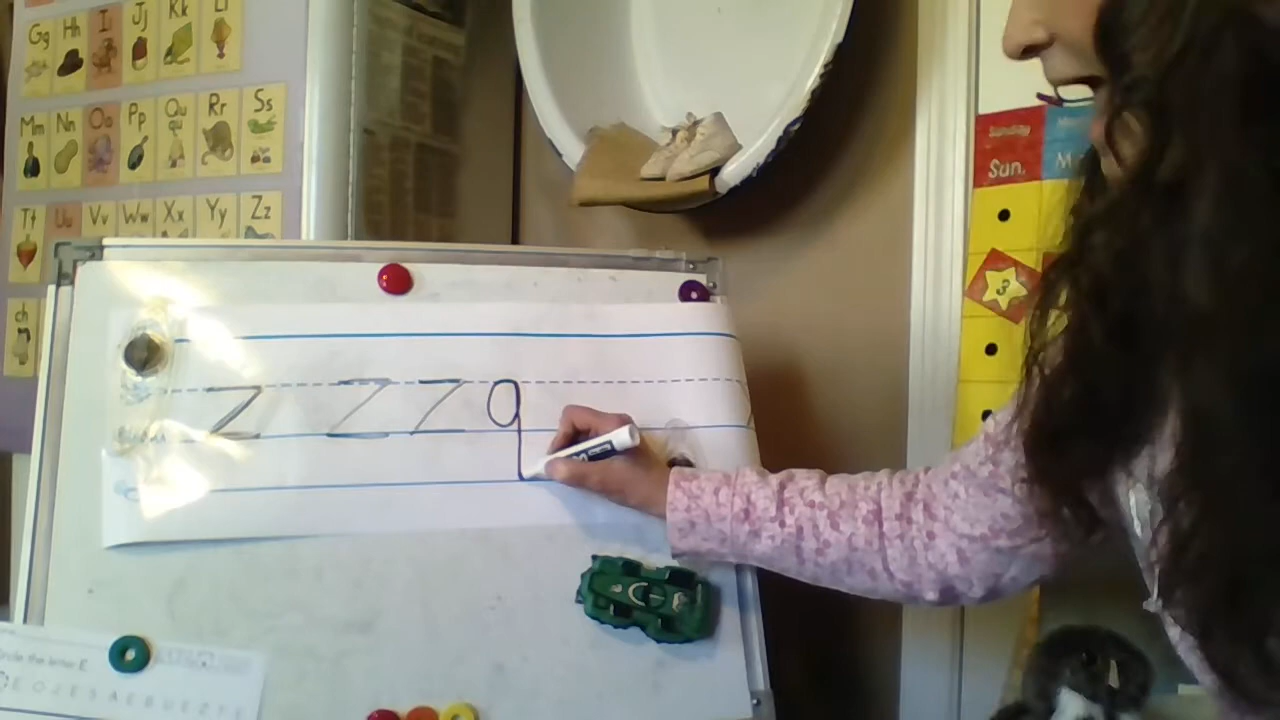 Gg Hh I Jj Kk Ll
Mm Nn Oo Pp Qu qu Rr Ss
Tt Uu Vv Ww Xx Yy Zz
ch
z z z q
Sunday
Sun. M
3
Circle the letter E.